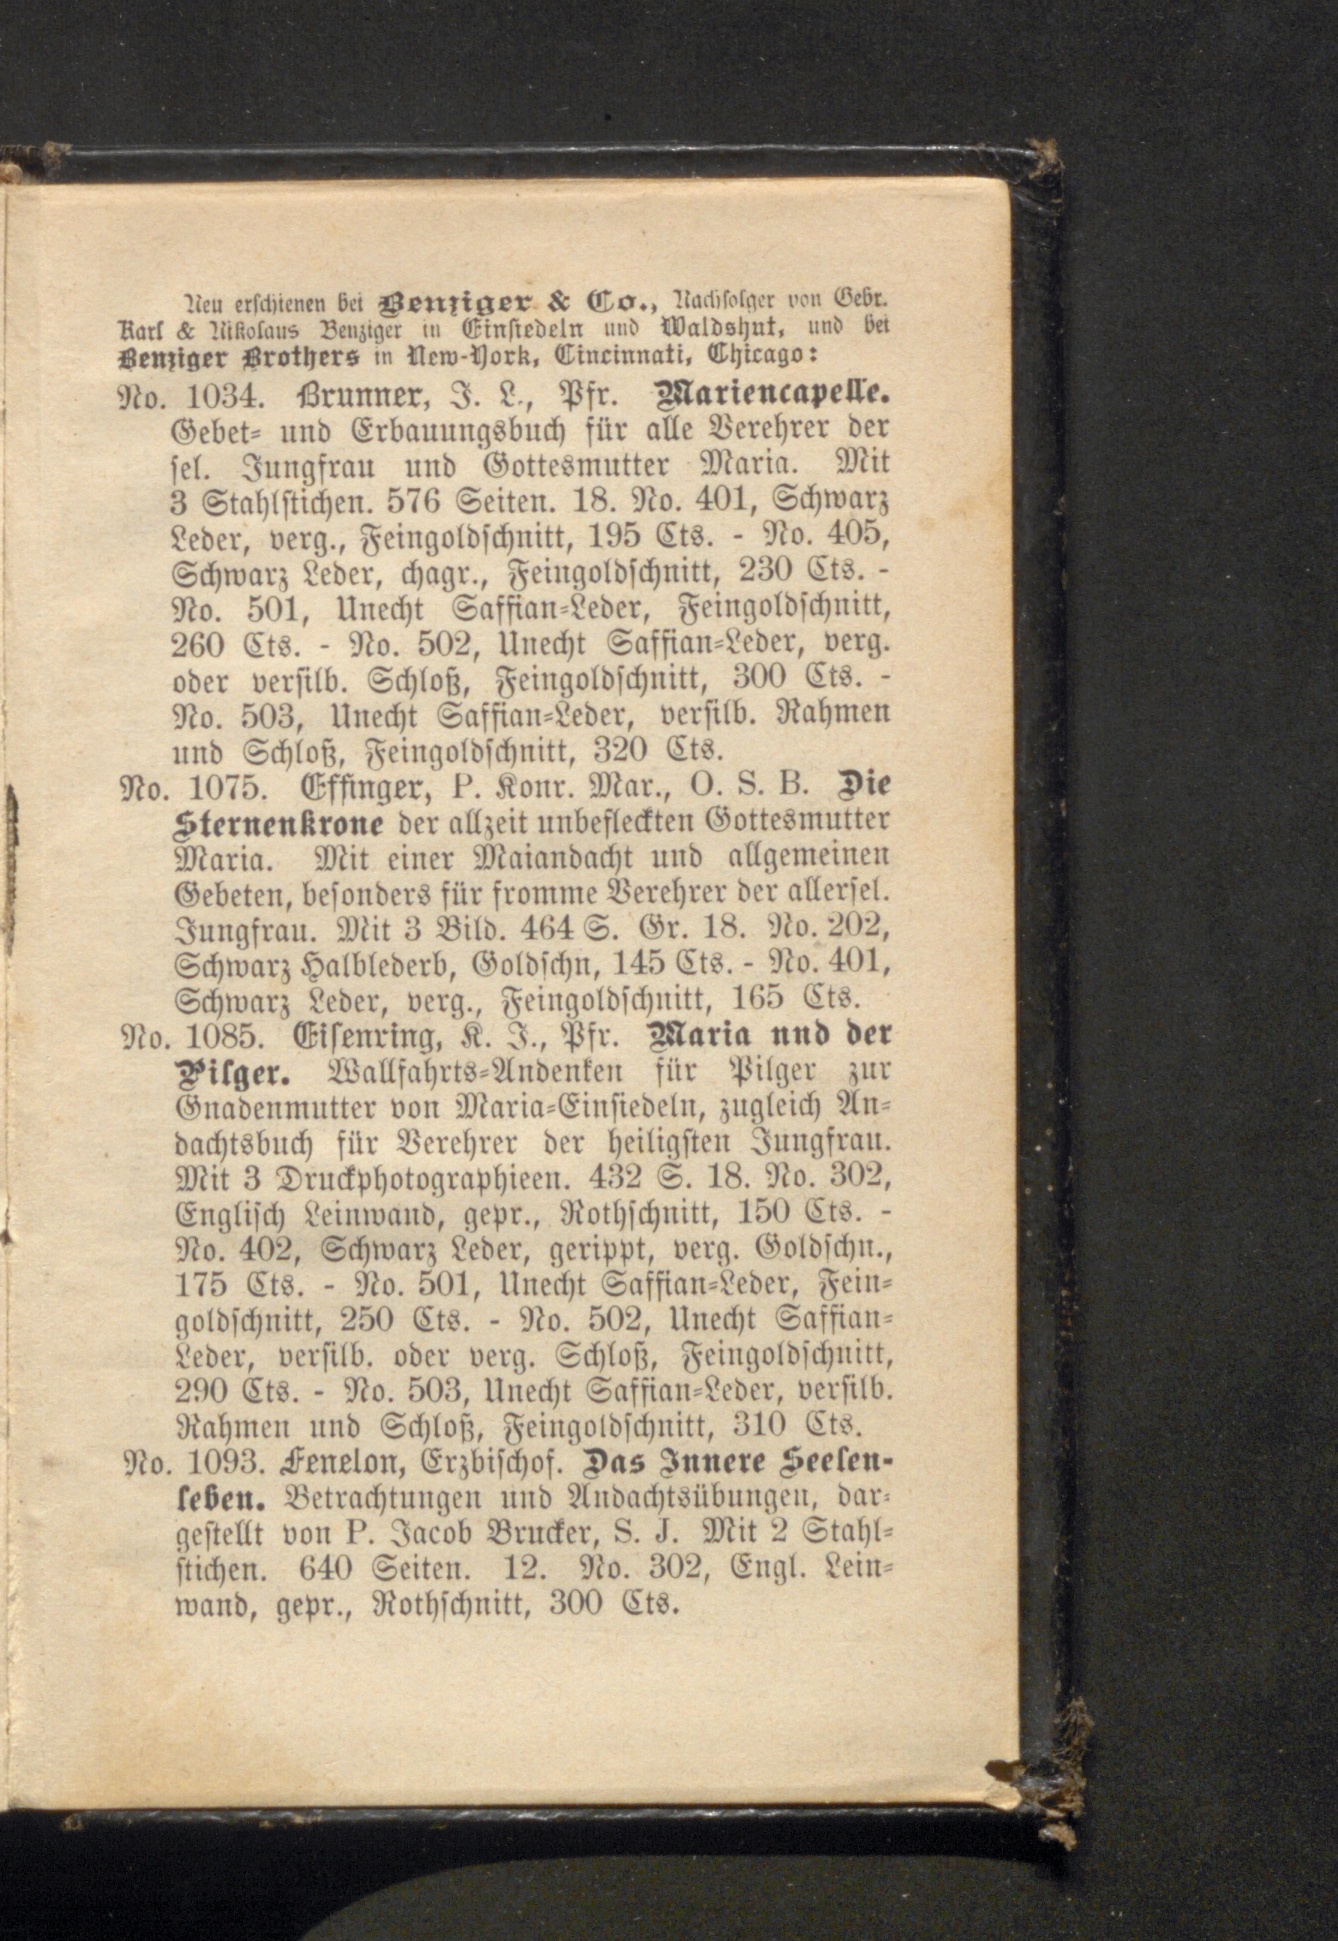 Neu erschienen bei Benziger & Co., Nachfolger von Gebr.
Karl & Nikolaus Benziger in Einsiedeln und Waldshut, und bei
Benziger Brothers in New-York, Cincinnati, Chicago:
No. 1034. Brunner, J. L., Pfr. Mariencapelle.
Gebet- und Erbauungsbuch für alle Verehrer der
sel. Jungfrau und Gottesmutter Maria. Mit
3 Stahlstichen. 576 Seiten. 18. No. 401, Schwarz
Leder, verg., Feingoldschnitt, 195 Cts. - No. 405,
Schwarz Leder, chagr., Feingoldschnitt, 230 Cts. -
No. 501, Unecht Saffian-Leder, Feingoldschnitt,
260 Cts. - No. 502, Unecht Saffian-Leder, verg.
oder versilb. Schloß, Feingoldschnitt, 300 Cts. -
No. 503, Unecht Saffian-Leder, versilb. Rahmen
und Schloß, Feingoldschnitt, 320 Cts.
No. 1075. Effinger, P. Konr. Mar., O. S. B. Die
Sternenkrone der allzeit unbefleckten Gottesmutter
Maria. Mit einer Maiandacht und allgemeinen
Gebeten, besonders für fromme Verehrer der allersel.
Jungfrau. Mit 3 Bild. 464 S. Gr. 18. No. 202,
Schwarz Halblederb, Goldschn, 145 Cts. - No. 401,
Schwarz Leder, verg., Feingoldschnitt, 165 Cts.
No. 1085. Eisenring, K. J., Pfr. Maria nnd der
Pilger. Wallfahrts-Andenken für Pilger zur
Gnadenmutter von Maria-Einsiedeln, zugleich An-
dachtsbuch für Verehrer der heiligsten Jungfrau.
Mit 3 Druckphotographieen. 432 S. 18. No. 302,
Englisch Leinwand, gepr., Rothschnitt, 150 Cts. -
No. 402, Schwarz Leder, gerippt, verg. Goldschn.,
175 Cts. - No. 501, Unecht Saffian-Leder, Fein-
goldschnitt, 250 Cts. - No. 502, Unecht Saffian-
Leder, versilb. oder verg. Schloß, Feingoldschnitt,
290 Cts. - No. 503, Unecht Saffian-Leder, versilb.
Rahmen und Schloß, Feingoldschnitt, 310 Cts.
No. 1093. Fenelon, Erzbischof. Das Innere Seelen-
leben. Betrachtungen und Andachtsübungen, dar-
gestellt von P. Jacob Brucker, S. J. Mit 2 Stahl-
stichen. 640 Seiten. 12. No. 302, Engl. Lein-
wand, gepr., Rothschnitt, 300 Cts.